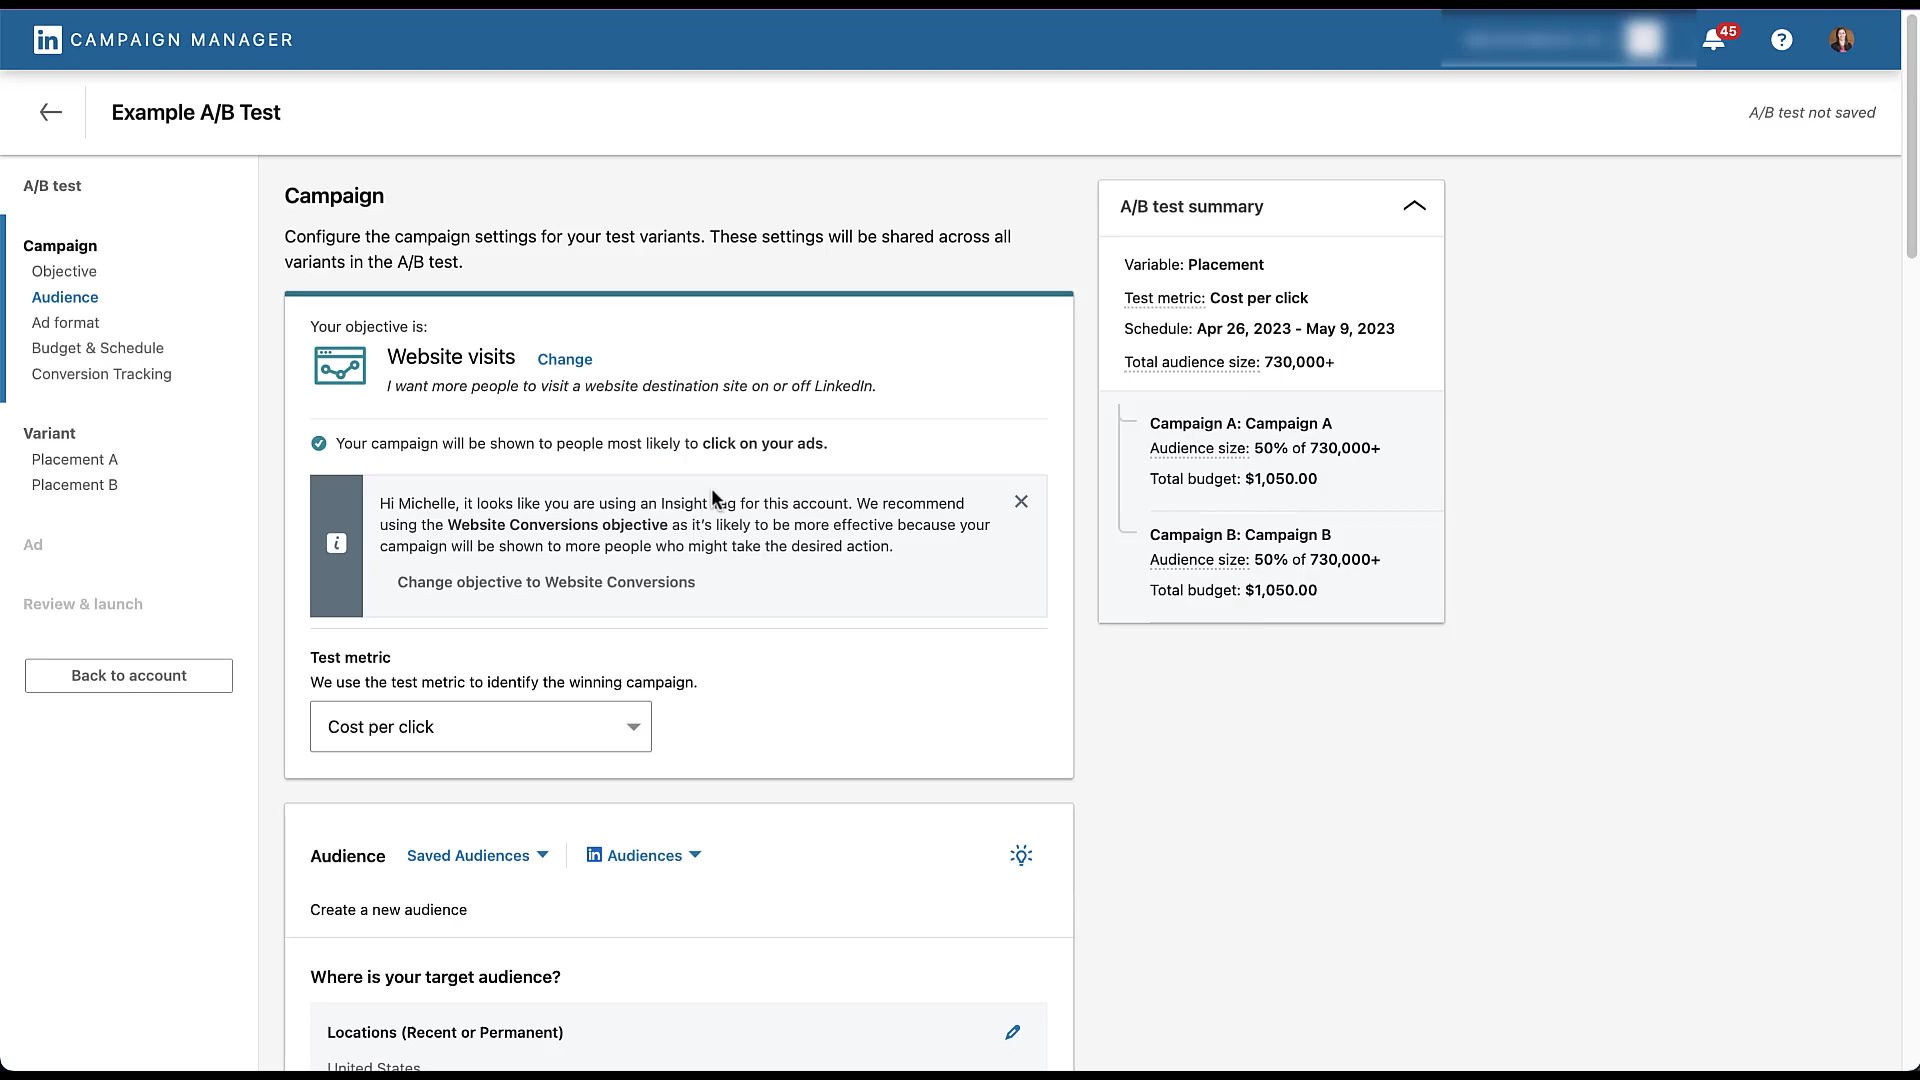 in CAMPAIGN MANAGER
45
?
Example A/B Test
A/B test not saved
A/B test
Campaign
Objective
Audience
Ad format
Budget & Schedule
Conversion Tracking
Variant
Placement A
Placement B
Ad
Review & launch
Back to account
Campaign
Configure the campaign settings for your test variants. These settings will be shared across all
variants in the A/B test.
Your objective is:
Website visits Change
I want more people to visit a website destination site on or off LinkedIn.
Your campaign will be shown to people most likely to click on your ads.
Hi Michelle, it looks like you are using an Insight Tag for this account. We recommend
using the Website Conversions objective as it's likely to be more effective because your
campaign will be shown to more people who might take the desired action.
Change objective to Website Conversions
Test metric
We use the test metric to identify the winning campaign.
Cost per click
Audience Saved Audiences in Audiences
Create a new audience
Where is your target audience?
Locations (Recent or Permanent)
United States
A/B test summary
Variable: Placement
Test metric: Cost per click
Schedule: Apr 26, 2023 - May 9, 2023
Total audience size: 730,000+
Campaign A: Campaign A
Audience size: 50% of 730,000+
Total budget: $1,050.00
Campaign B: Campaign B
Audience size: 50% of 730,000+
Total budget: $1,050.00